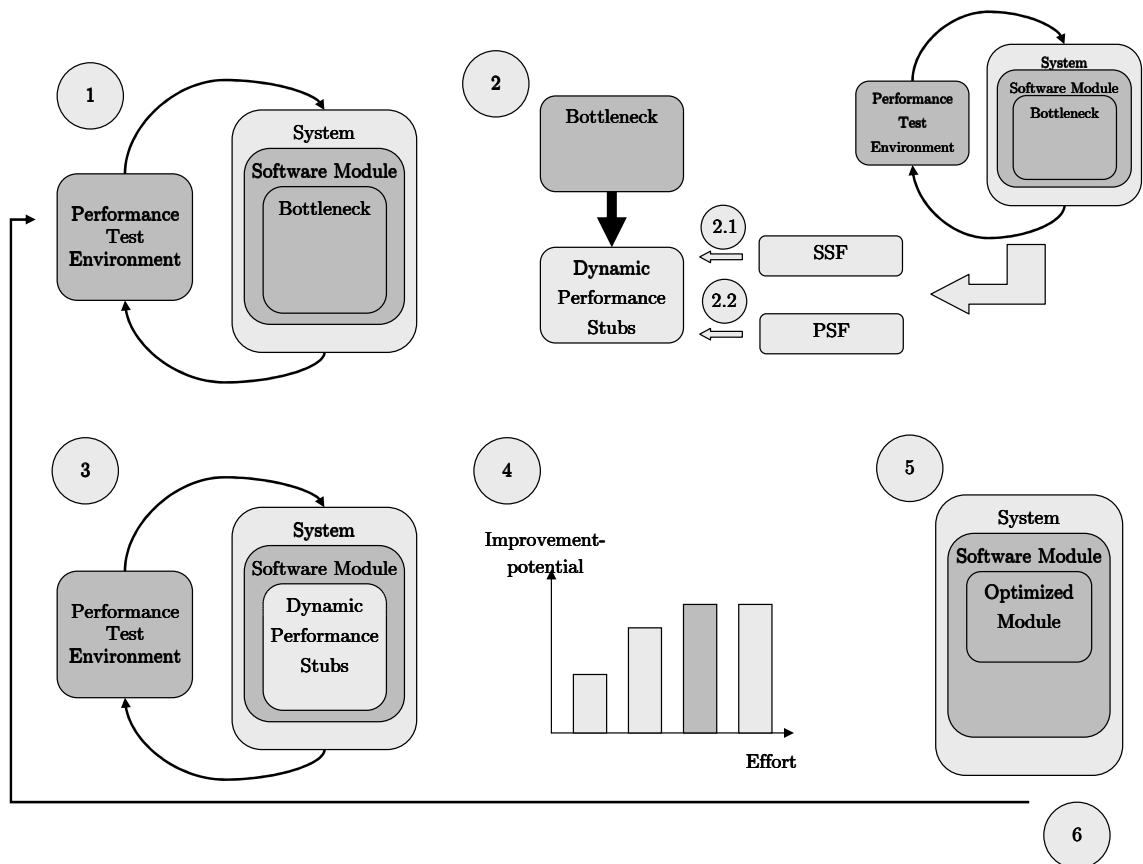 1
System
Software Module
Bottleneck
Performance
Test
Environment
2
Bottleneck
Dynamic
Performance
Stubs
2.1
SSF
2.2
PSF
System
Software Module
Bottleneck
Performance
Test
Environment
3
System
Software Module
Dynamic
Performance
Stubs
Performance
Test
Environment
4
Improvement-
potential
Effort
5
System
Software Module
Optimized
Module
6